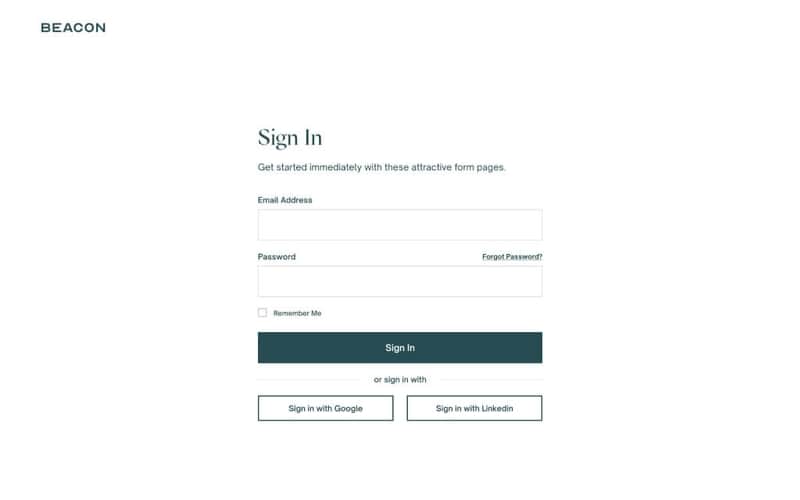 BEACON
Sign In
Get started immediately with these attractive form pages.
Email Address
Password
Forgot Password?
Remember Me
Sign In
or sign in with
Sign in with Google
Sign in with Linkedin